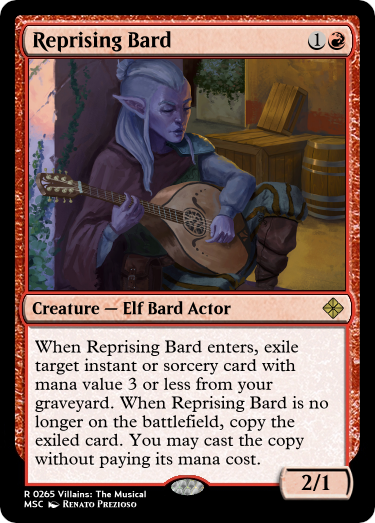 Reprising Bard
1
Creature — Elf Bard Actor
When Reprising Bard enters, exile
target instant or sorcery card with
mana value 3 or less from your
graveyard. When Reprising Bard is no
longer on the battlefield, copy the
exiled card. You may cast the copy
without paying its mana cost.
2/1
R 0265 Villains: The Musical
MSC Renato Prezioso